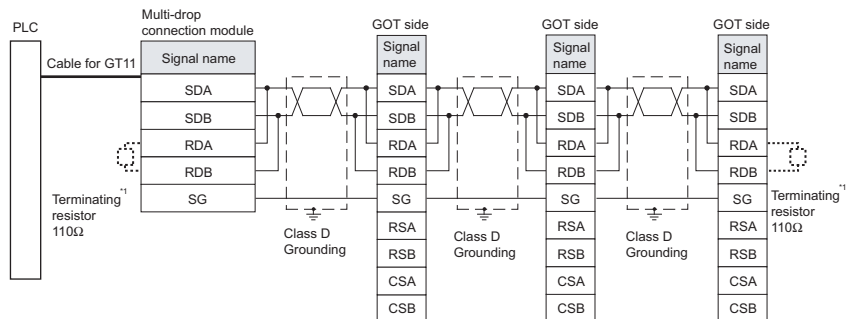 PLC
Cable for GT11
Terminating*1
resistor
110Ω
Multi-drop
connection module
Signal name
SDA
SDB
RDA
RDB
SG
Class D
Grounding
GOT side
Signal
name
SDA
SDB
RDA
RDB
SG
RSA
RSB
CSA
CSB
Class D
Grounding
GOT side
Signal
name
SDA
SDB
RDA
RDB
SG
RSA
RSB
CSA
CSB
Class D
Grounding
GOT side
Signal
name
SDA
SDB
RDA
RDB
SG
RSA
RSB
CSA
CSB
Terminating*1
resistor
110Ω